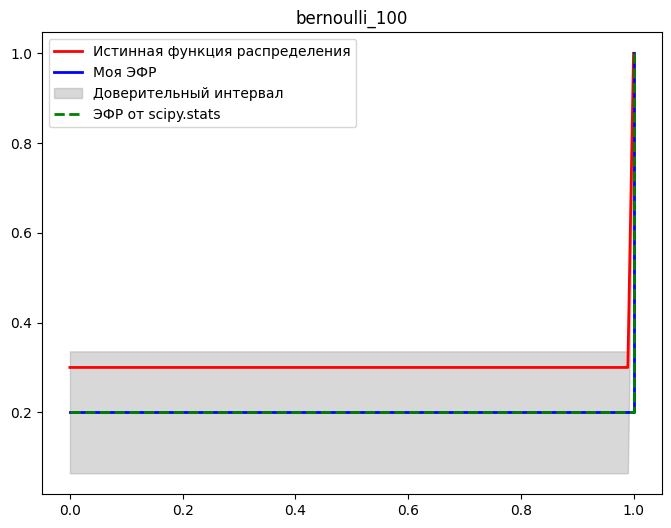 bernoulli_100
Истинная функция распределения
Моя ЭФР
Доверительный интервал
ЭФР от scipy.stats
1.0
0.8
0.6
0.4
0.2
0.0 0.2 0.4 0.6 0.8 1.0